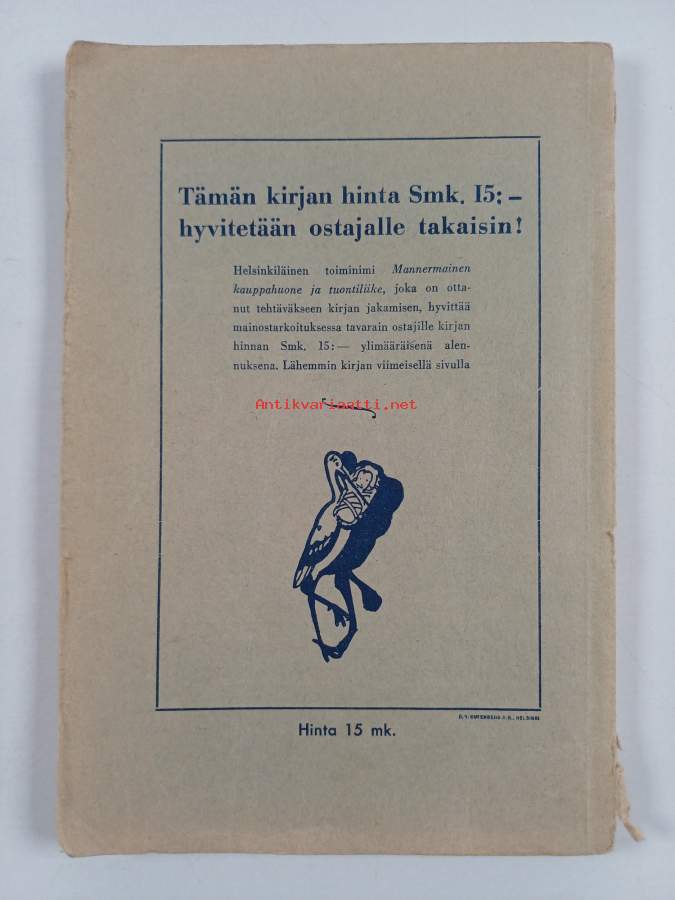 Tämän kirjan hinta Smk. 15: –
hyvitetään ostajalle takaisin!
Helsinkiläinen toiminimi Mannermainen
kauppahuone ja tuontiliike, joka on otta-
nut tehtäväkseen kirjan jakamisen, hyvittää
mainostarkoituksessa tavarain ostajille kirjan
hinnan Smk. 15: — ylimääräisenä alen-
nuksena. Lähemmin kirjan viimeisellä sivulla
Antikvariaatti.net
O.Y. GUTENBERG A.B., HELSINKI
Hinta 15 mk.